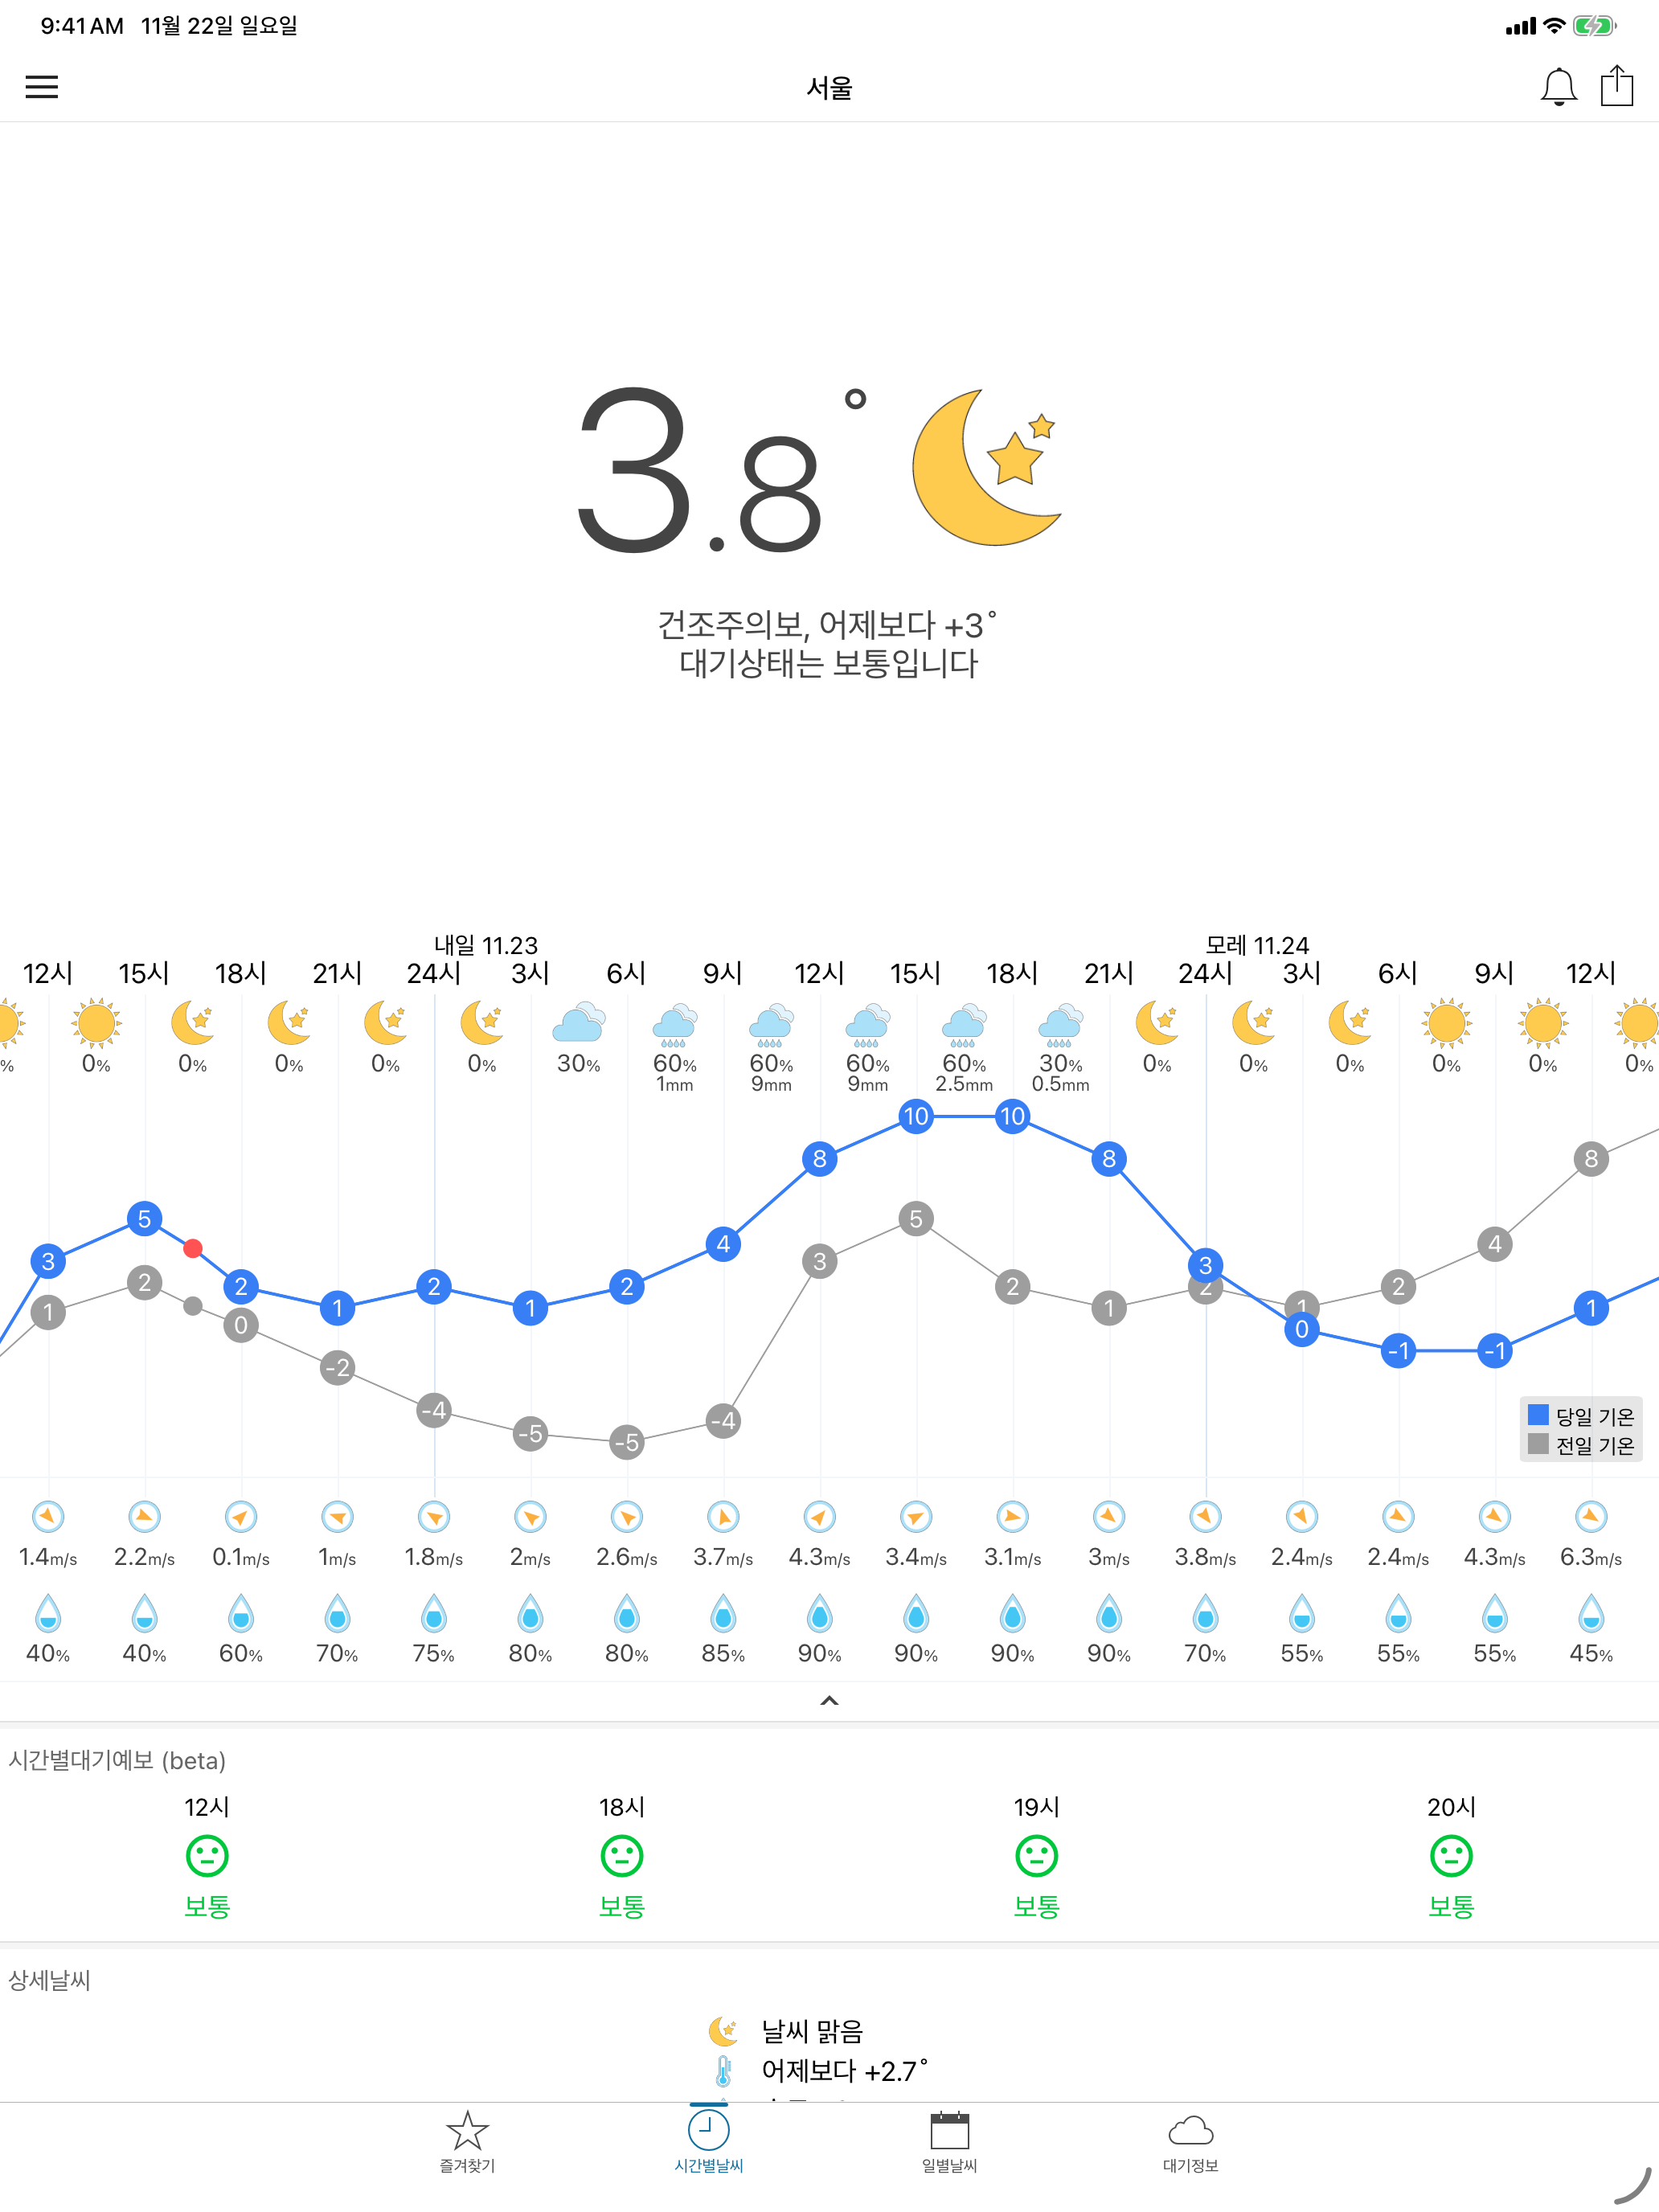 9:41 AM 11월 22일 일요일
서울
3.8°
건조주의보, 어제보다 +3˚
대기상태는 보통입니다
내일 11.23 모레 11.24
12시 15시 18시 21시 24시 3시 6시 9시 12시 15시 18시 21시 24시 3시 6시 9시 12시
% 0% 0% 0% 0% 0% 30% 60% 60% 60% 60% 30% 0% 0% 0% 0% 0% 0%
1mm 9mm 9mm 2.5mm 0.5mm
3 5 2 1 2 1 2 4 8 10 10 8 3 0 -1 -1 1
1 2 0 -2 -4 -5 -5 -4 3 5 2 1 2 1 2 4 8
당일 기온
전일 기온
1.4m/s 2.2m/s 0.1m/s 1m/s 1.8m/s 2m/s 2.6m/s 3.7m/s 4.3m/s 3.4m/s 3.1m/s 3m/s 3.8m/s 2.4m/s 2.4m/s 4.3m/s 6.3m/s
40% 40% 60% 70% 75% 80% 80% 85% 90% 90% 90% 90% 70% 55% 55% 55% 45%
시간별대기예보 (beta)
12시 18시 19시 20시
보통 보통 보통 보통
상세날씨
날씨 맑음
어제보다 +2.7˚
즐겨찾기 시간별날씨 일별날씨 대기정보